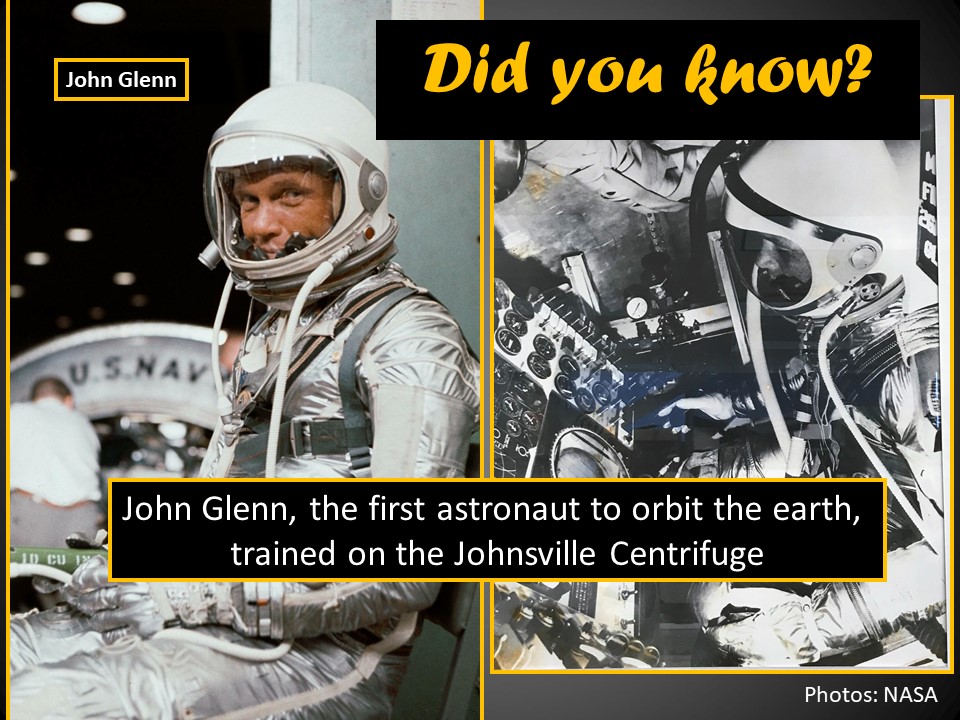 Did you know?
John Glenn
U.S. NAV
John Glenn, the first astronaut to orbit the earth,
trained on the Johnsville Centrifuge
Photos: NASA